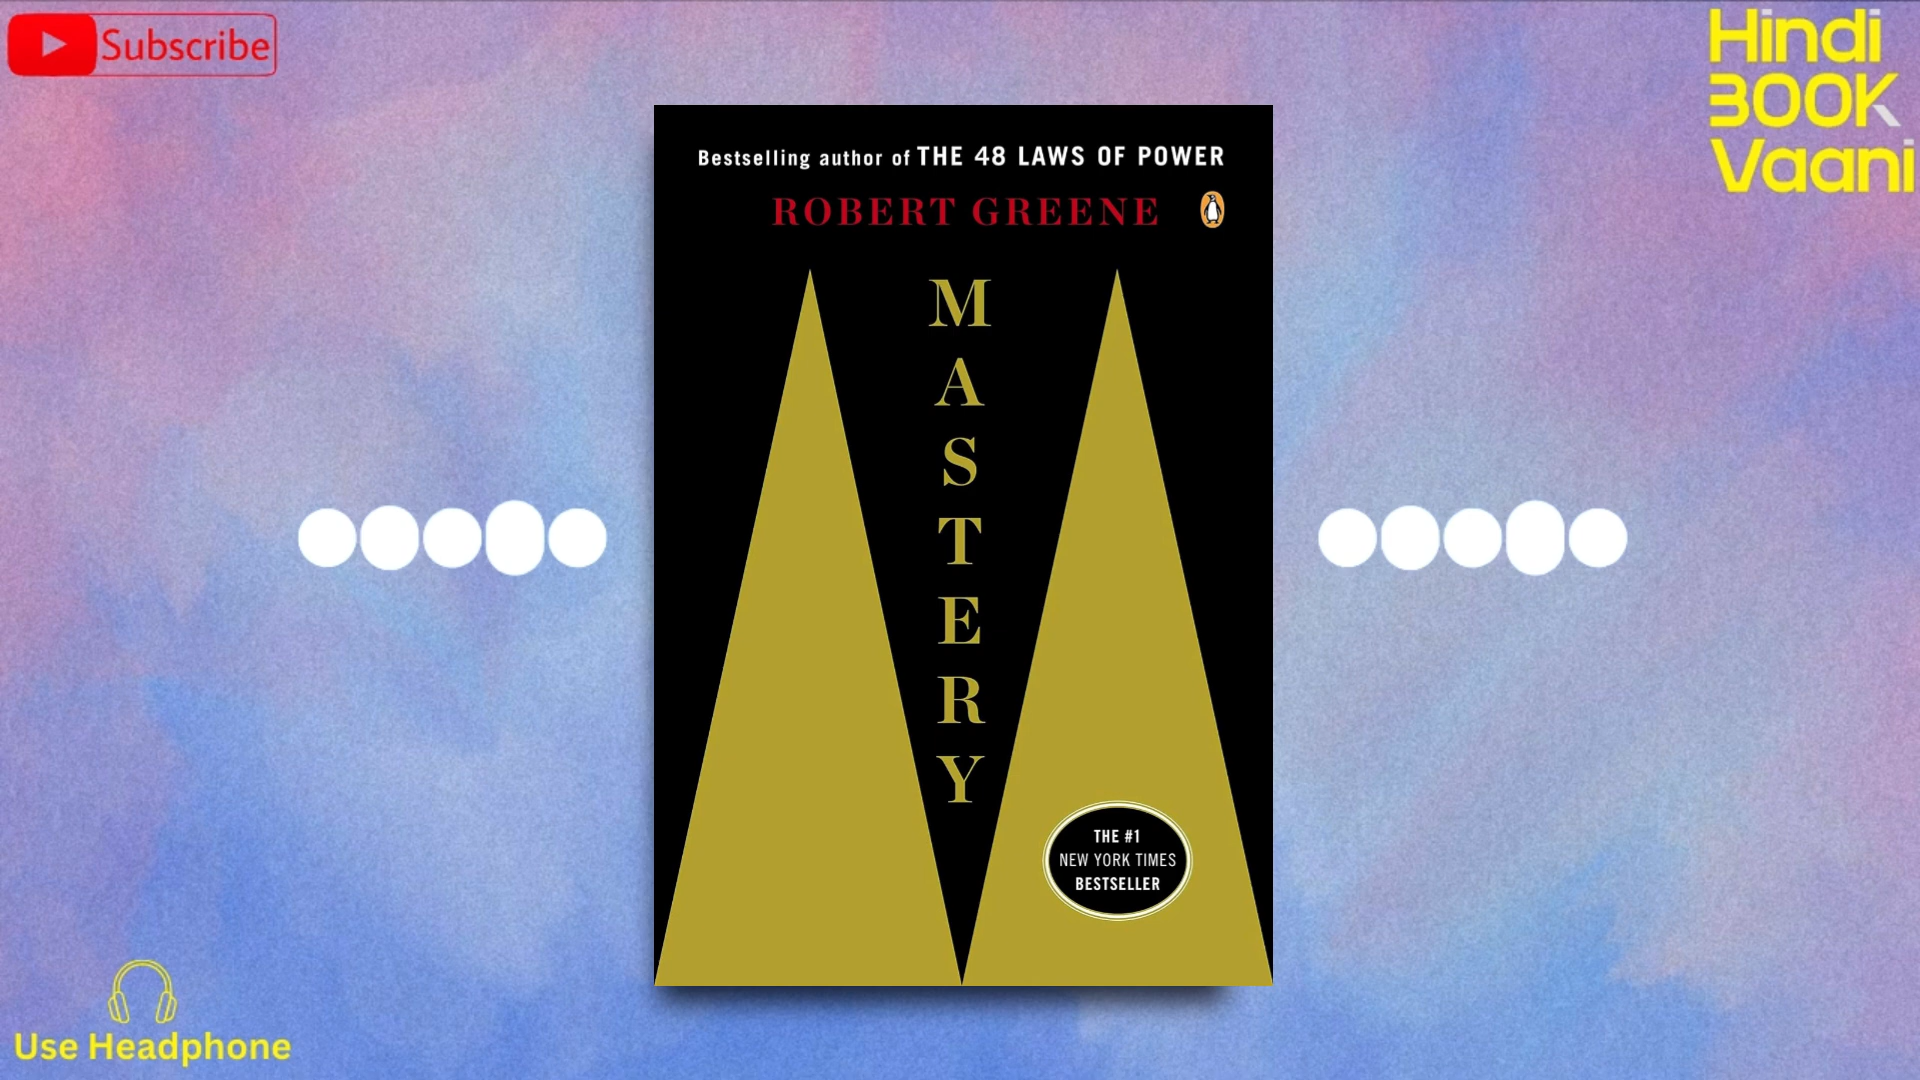 Subscribe
Hindi
BOOK
Vaani
Bestselling author of THE 48 LAWS OF POWER
ROBERT GREENE
MASTERY
THE #1
NEW YORK TIMES
BESTSELLER
Use Headphone